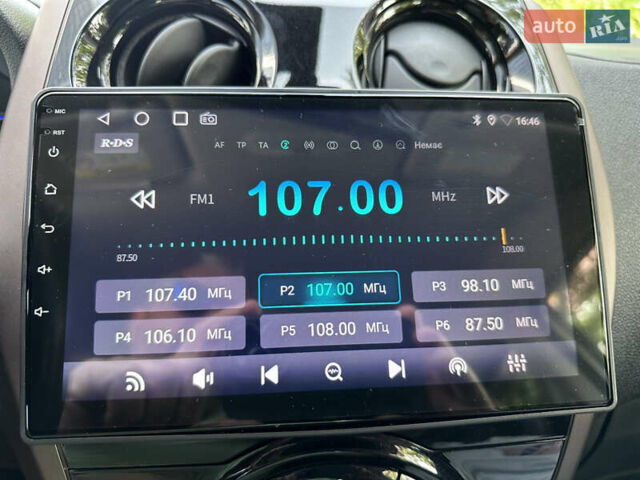 auto RIA
.com
MIC
16:46
RST
R·D·S
AF TP TA Немає
FM1 107.00 MHz
87.50 108.00
P1 107.40 МГц P2 107.00 МГц P3 98.10 МГц
P4 106.10 МГц P5 108.00 МГц P6 87.50 МГц